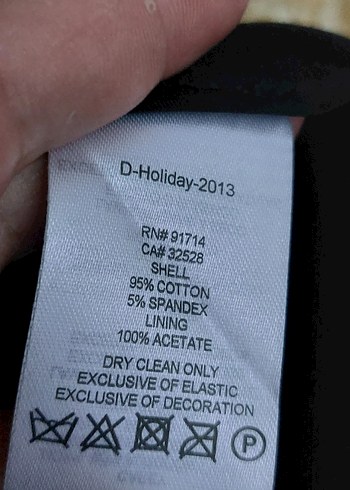 D-Holiday-2013
RN# 91714
CA# 32528
SHELL
95% COTTON
5% SPANDEX
LINING
100% ACETATE
DRY CLEAN ONLY
EXCLUSIVE OF ELASTIC
EXCLUSIVE OF DECORATION
P